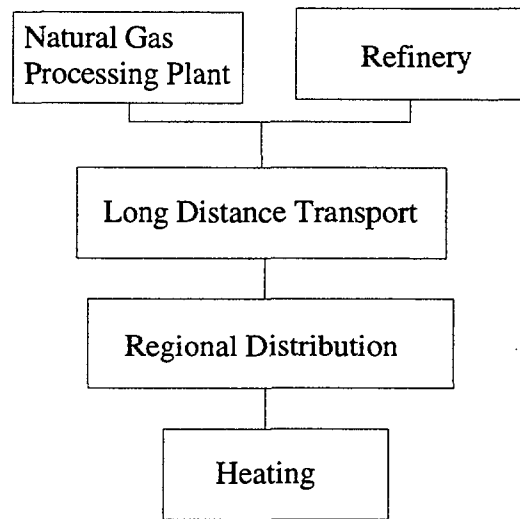 Natural Gas
Processing Plant
Refinery
Long Distance Transport
Regional Distribution
Heating